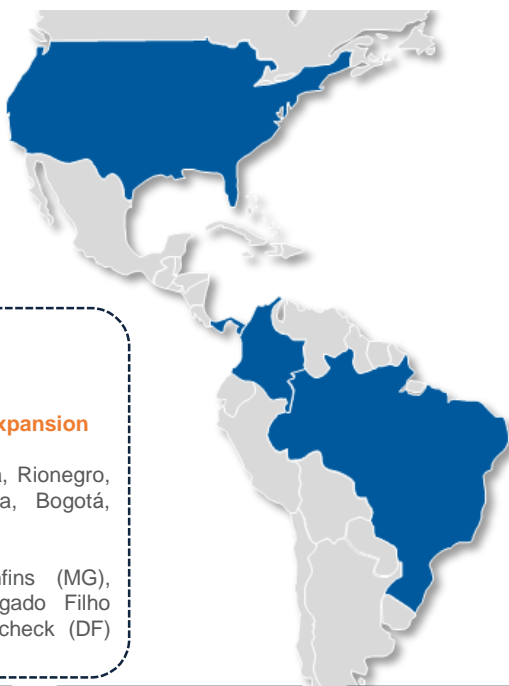 xpansion
, Rionegro,
a, Bogotá,
fins (MG),
gado Filho
check (DF)